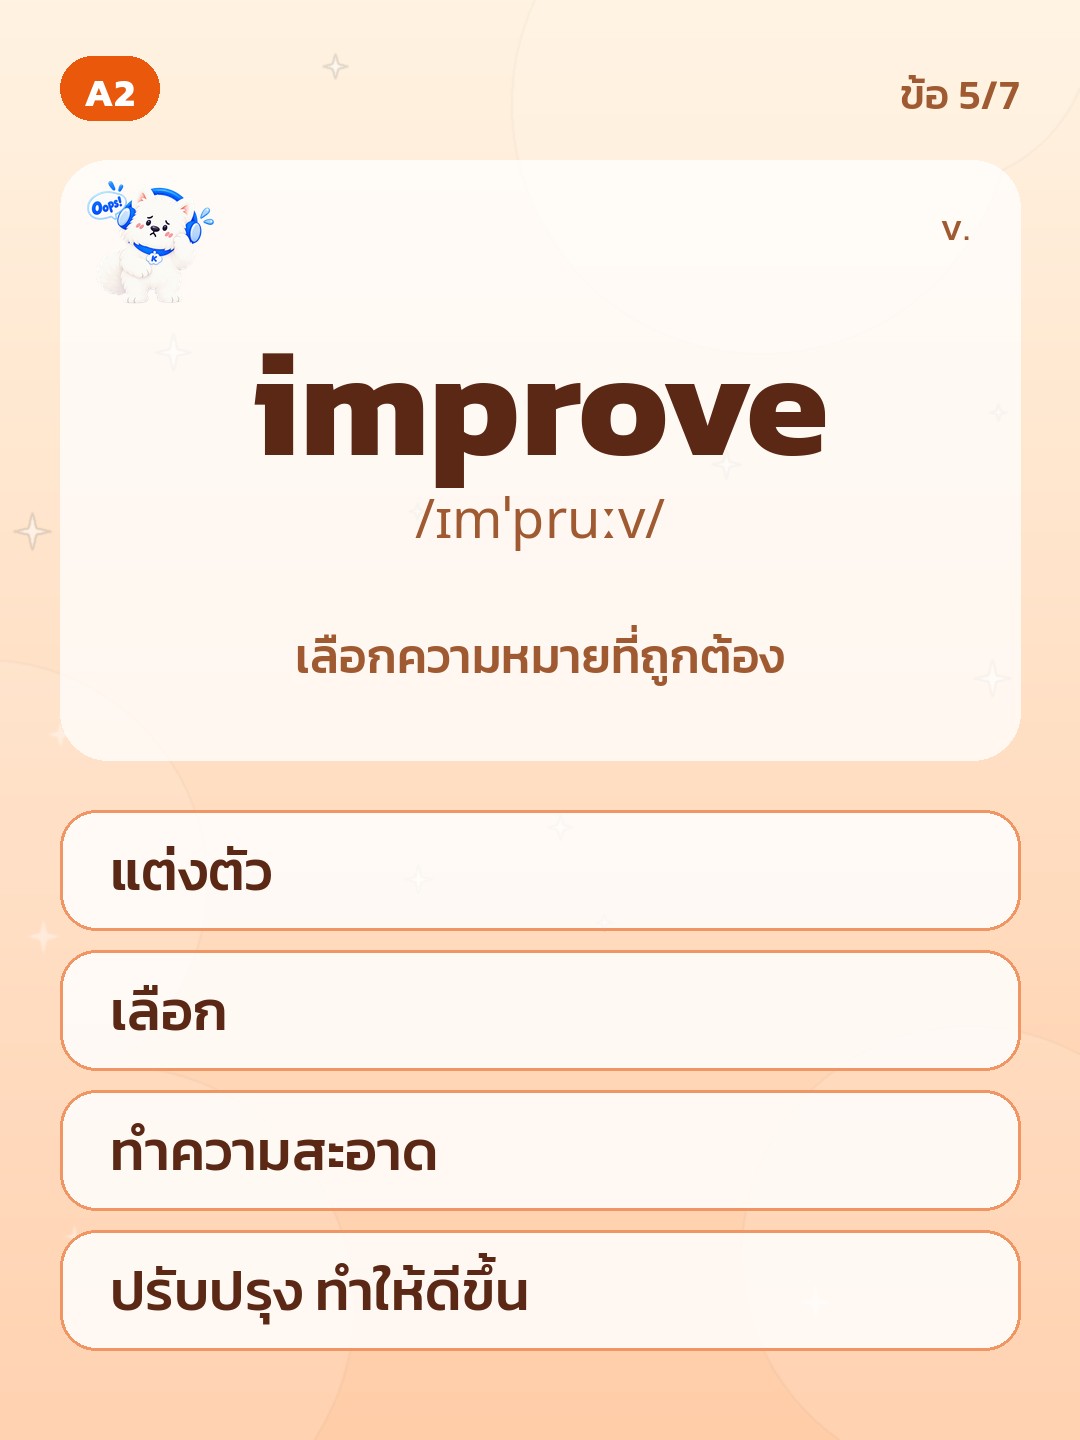 A2
ข้อ 5/7
Oops!
K
v.
improve
/ɪmˈpruːv/
เลือกความหมายที่ถูกต้อง
แต่งตัว
เลือก
ทำความสะอาด
ปรับปรุง ทำให้ดีขึ้น